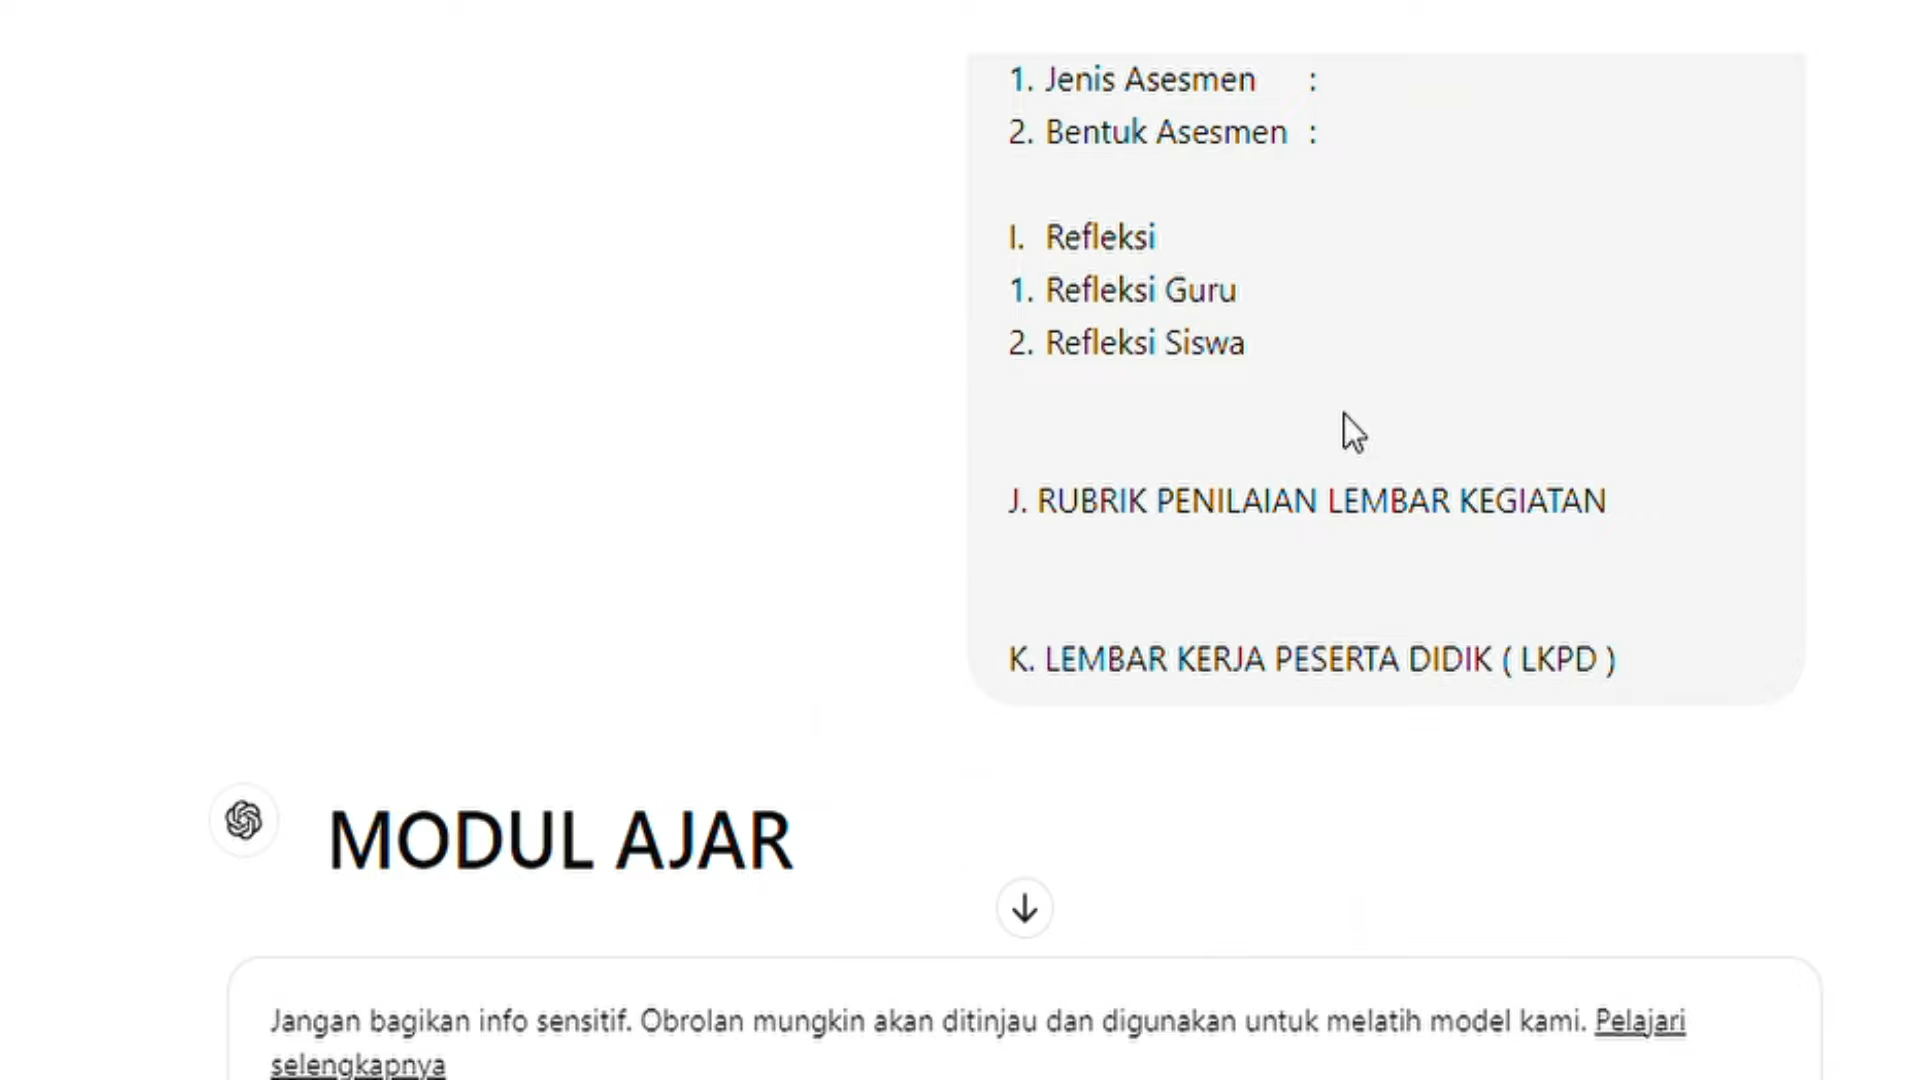 1. Jenis Asesmen :
2. Bentuk Asesmen :
I. Refleksi
1. Refleksi Guru
2. Refleksi Siswa
J. RUBRIK PENILAIAN LEMBAR KEGIATAN
K. LEMBAR KERJA PESERTA DIDIK ( LKPD )
MODUL AJAR
Jangan bagikan info sensitif. Obrolan mungkin akan ditinjau dan digunakan untuk melatih model kami. Pelajari
selengkapnya